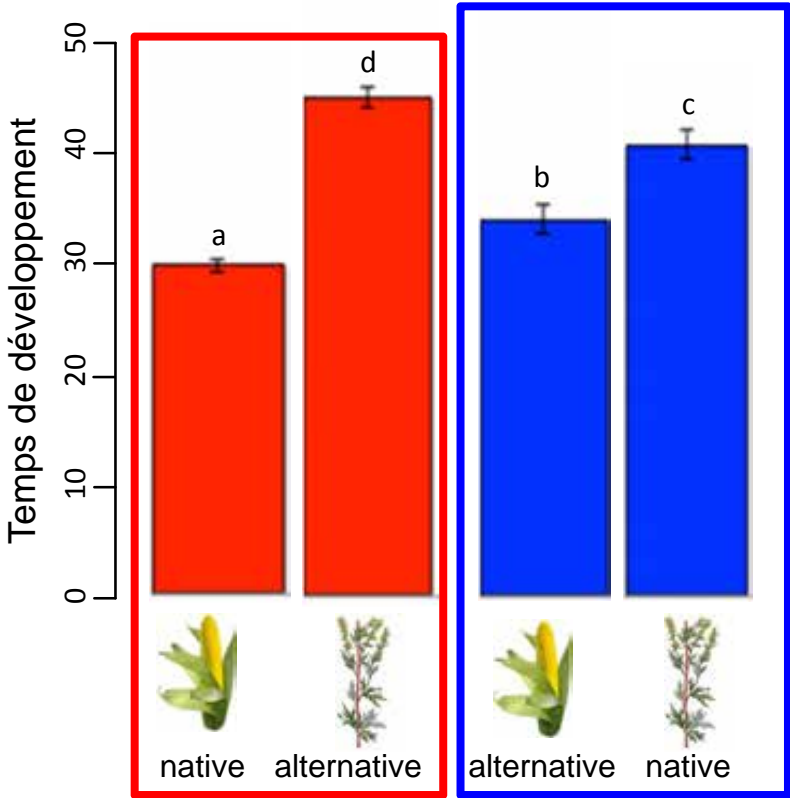 Temps de développement
50
40
30
20
10
0
a
d
b
c
native alternative
alternative native